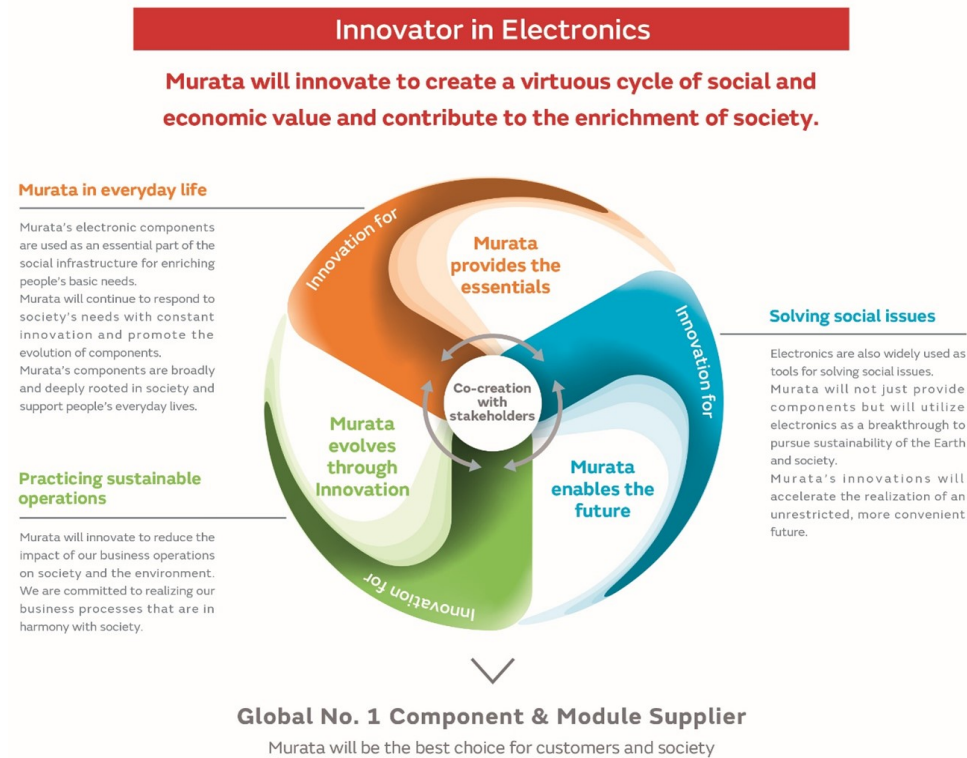 Innovator in Electronics
Murata will innovate to create a virtuous cycle of social and
economic value and contribute to the enrichment of society.
Murata in everyday life
Murata's electronic components
are used as an essential part of the
social infrastructure for enriching
people's basic needs.
Murata will continue to respond to
society's needs with constant
innovation and promote the
evolution of components.
Murata's components are broadly
and deeply rooted in society and
support people's everyday lives.
Practicing sustainable
operations
Murata will innovate to reduce the
impact of our business operations
on society and the environment.
We are committed to realizing our
business processes that are in
harmony with society.
Innovation for
Murata
provides the
essentials
Innovation for
Murata
enables the
future
Innovation for
Murata
evolves
through
Innovation
Co-creation
with
stakeholders
Solving social issues
Electronics are also widely used as
tools for solving social issues.
Murata will not just provide
components but will utilize
electronics as a breakthrough to
pursue sustainability of the Earth
and society.
Murata's innovations will
accelerate the realization of an
unrestricted, more convenient
future.
Global No. 1 Component & Module Supplier
Murata will be the best choice for customers and society